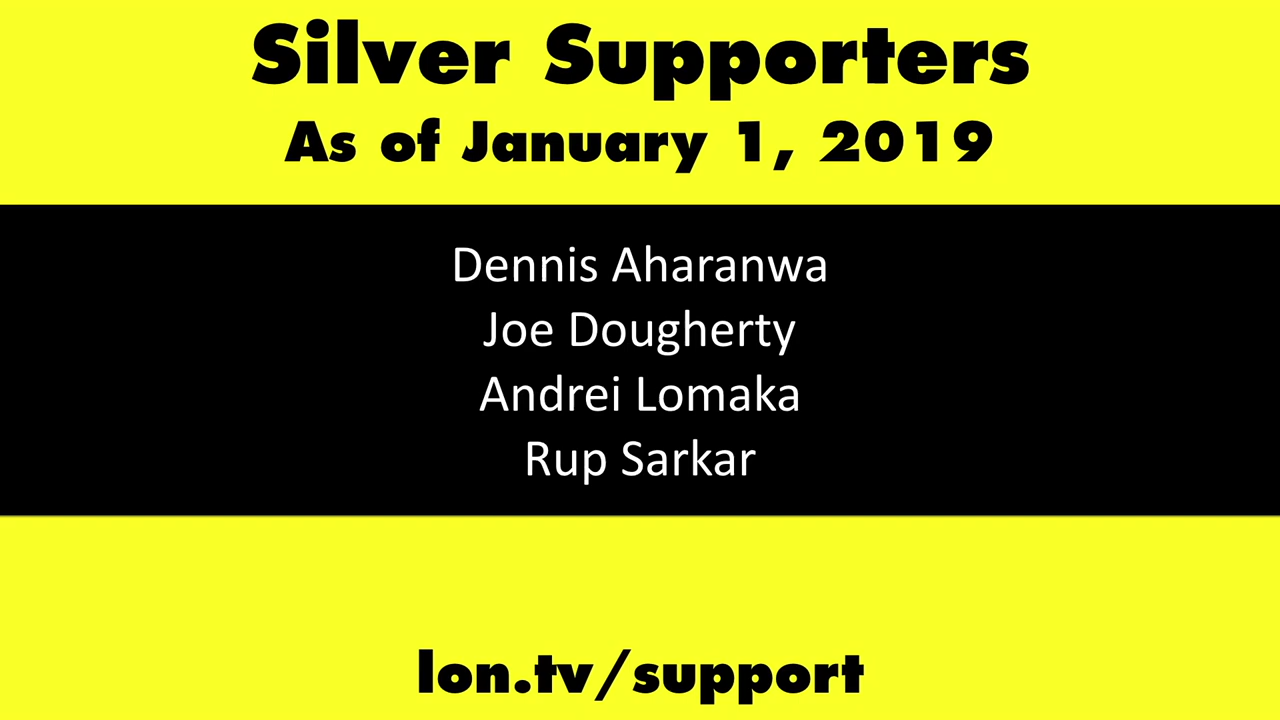 Silver Supporters
As of January 1, 2019
Dennis Aharanwa
Joe Dougherty
Andrei Lomaka
Rup Sarkar
lon.tv/support